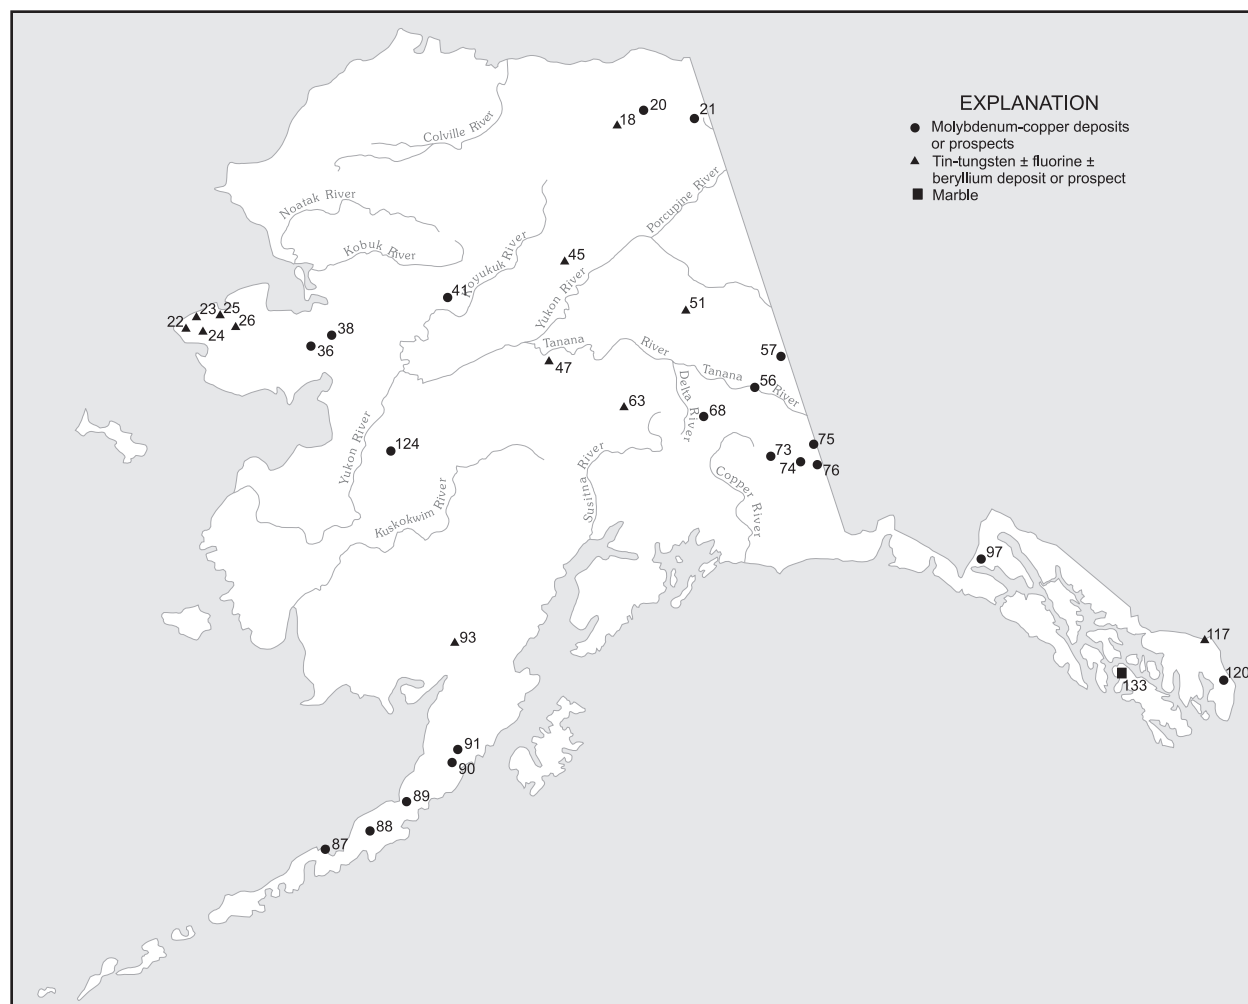 EXPLANATION
Molybdenum-copper deposits
or prospects
Tin-tungsten ± fluorine ±
beryllium deposit or prospect
Marble
20
21
18
Colville River
Noatak River
Porcupine River
Kobuk River
Koyukuk River
45
41
Yukon River
51
23
25
22
24
26
38
36
Tanana
River
57
47
Tanana
River
56
63
Delta River
68
124
Yukon River
75
73
74
76
Kuskokwim River
Susitna
River
Copper River
97
93
117
120
133
91
90
89
88
87